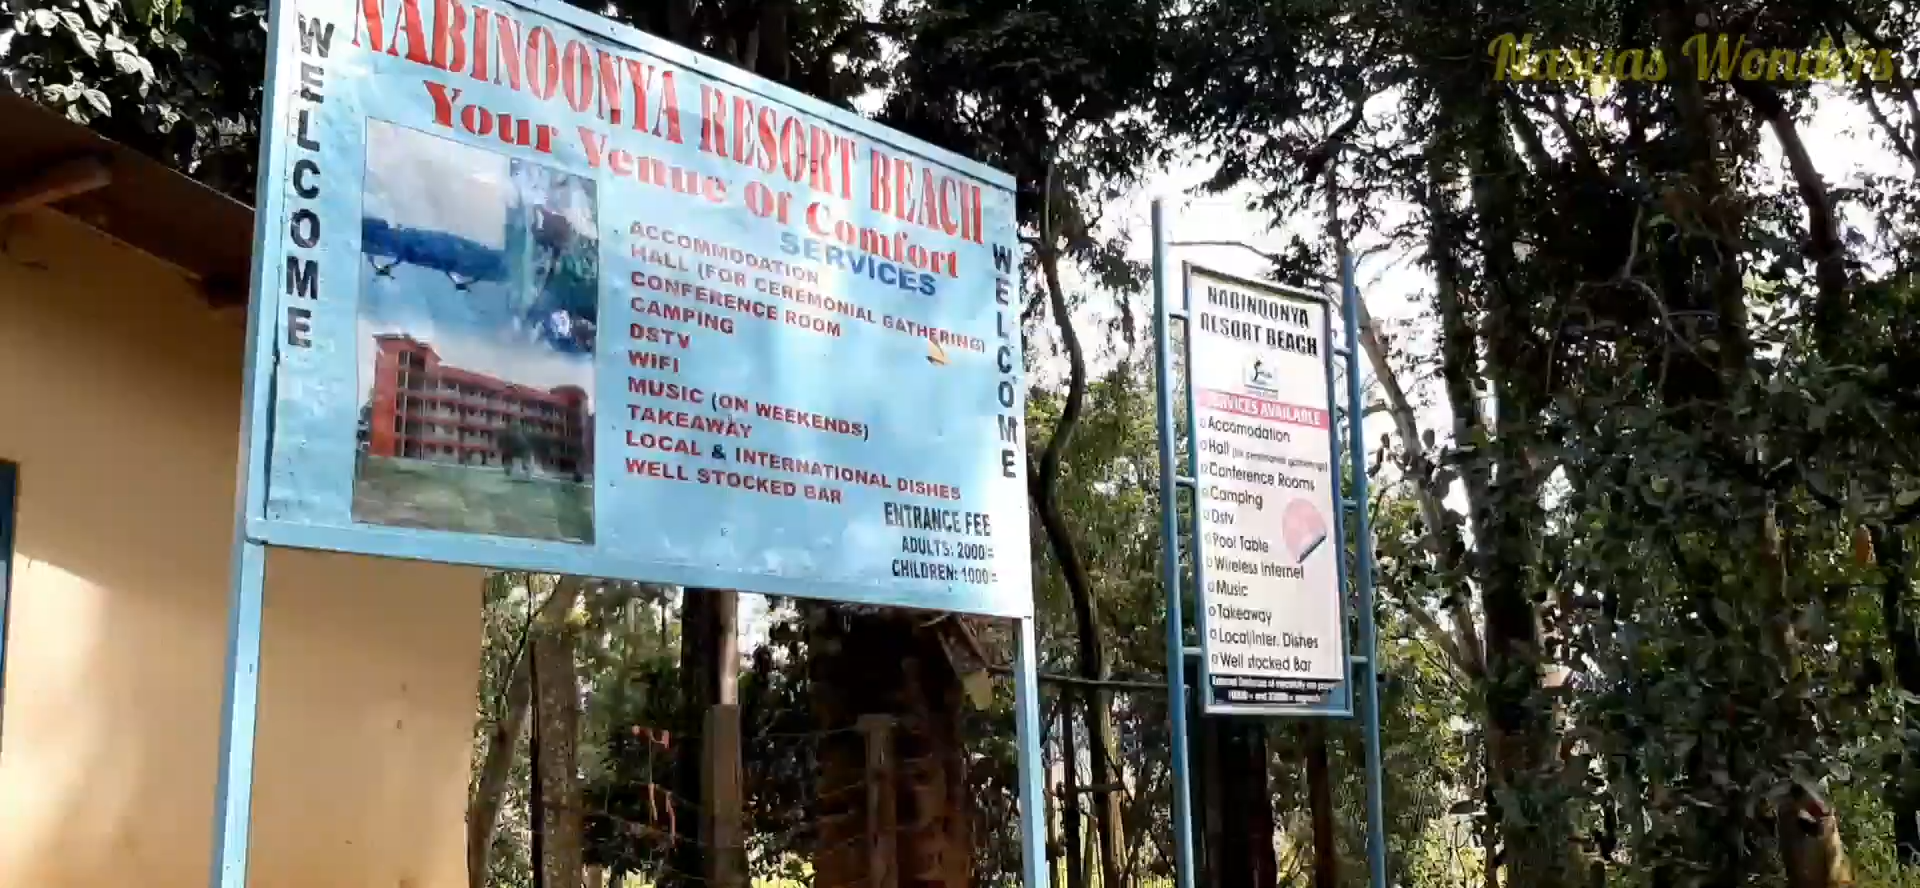 WELCOME
NABINOONYA RESORT BEACH
Your Venue Of Comfort
SERVICES
ACCOMMODATION
HALL (FOR CEREMONIAL GATHERING)
CONFERENCE ROOM
CAMPING
DSTV
WIFI
MUSIC (ON WEEKENDS)
TAKEAWAY
LOCAL & INTERNATIONAL DISHES
WELL STOCKED BAR
ENTRANCE FEE
ADULTS: 2000=
CHILDREN: 1000=
WELCOME
NABINOONYA
RESORT BEACH
SERVICES AVAILABLE
Accomodation
Hall
Conference Rooms
Camping
Dstv
Pool Table
Wireless Internet
Music
Takeaway
Local/Inter. Dishes
Well stocked Bar
Nasyas Wonders